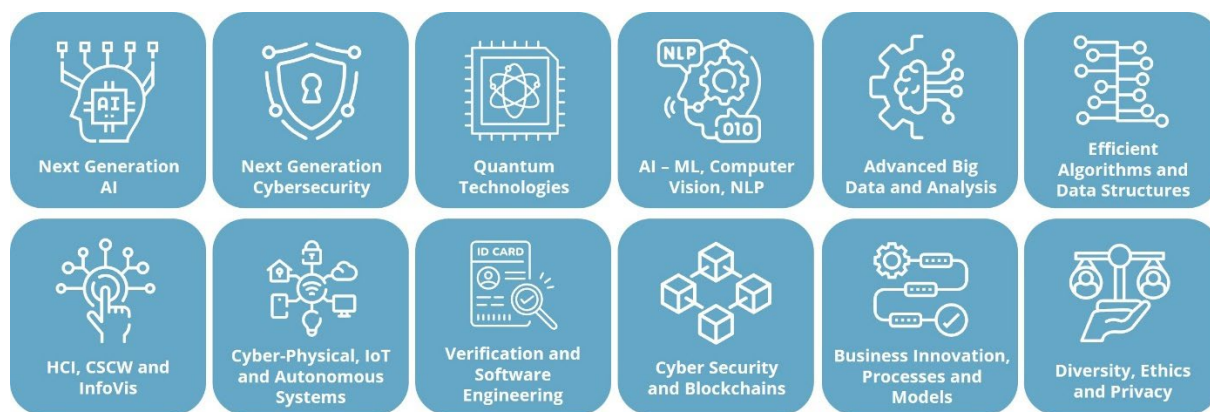 AI
Next Generation
AI
Next Generation
Cybersecurity
Quantum
Technologies
NLP
010
AI – ML, Computer
Vision, NLP
Advanced Big
Data and Analysis
Efficient
Algorithms and
Data Structures
HCI, CSCW and
InfoVis
Cyber-Physical, IoT
and Autonomous
Systems
ID CARD
Verification and
Software
Engineering
Cyber Security
and Blockchains
Business Innovation,
Processes and
Models
Diversity, Ethics
and Privacy